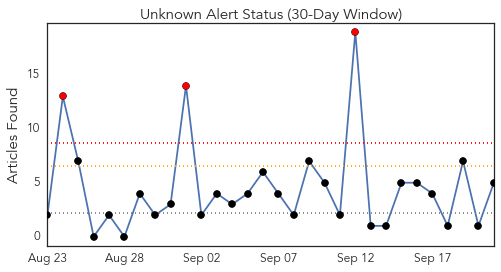 Unknown Alert Status (30-Day Window)
Articles Found
15
10
5
0
Aug 23 Aug 28 Sep 02 Sep 07 Sep 12 Sep 17